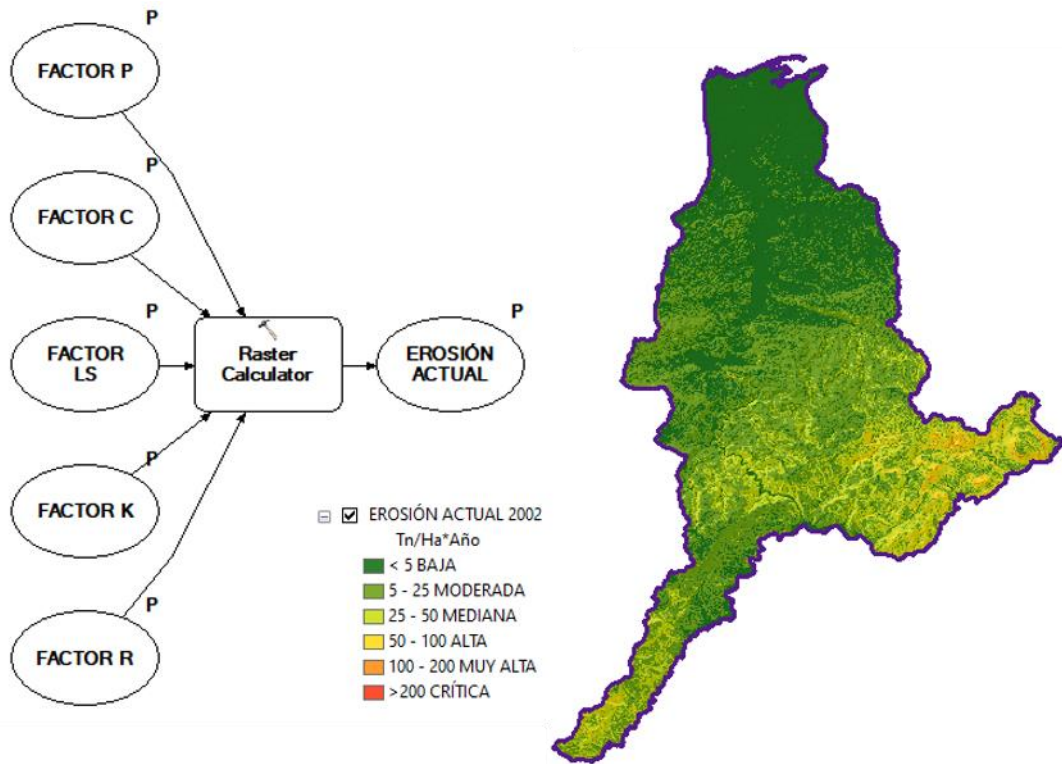 P
FACTOR P
P
FACTOR C
P
FACTOR
LS
Raster
Calculator
P
EROSIÓN
ACTUAL
P
FACTOR K
P
FACTOR R
EROSIÓN ACTUAL 2002
Tn/Ha*Año
< 5 BAJA
5 - 25 MODERADA
25 - 50 MEDIANA
50 - 100 ALTA
100 - 200 MUY ALTA
>200 CRÍTICA